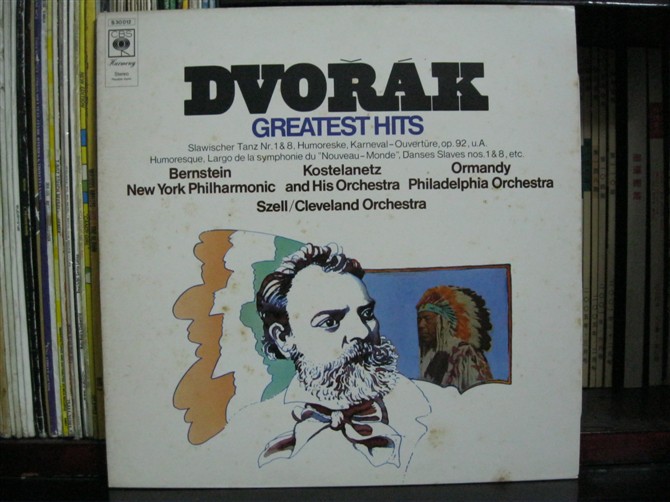 CBS
Harmony
Stereo
DVOŘÁK
GREATEST HITS
Slawischer Tanz Nr. 1 & 8, Humoreske, Karneval-Ouvertüre, op. 92, u.A.
Humoresque, Largo de la symphonie du "Nouveau-Monde", Danses Slaves nos. 1 & 8, etc.
Bernstein
New York Philharmonic
Kostelanetz
and His Orchestra
Ormandy
Philadelphia Orchestra
Szell/Cleveland Orchestra